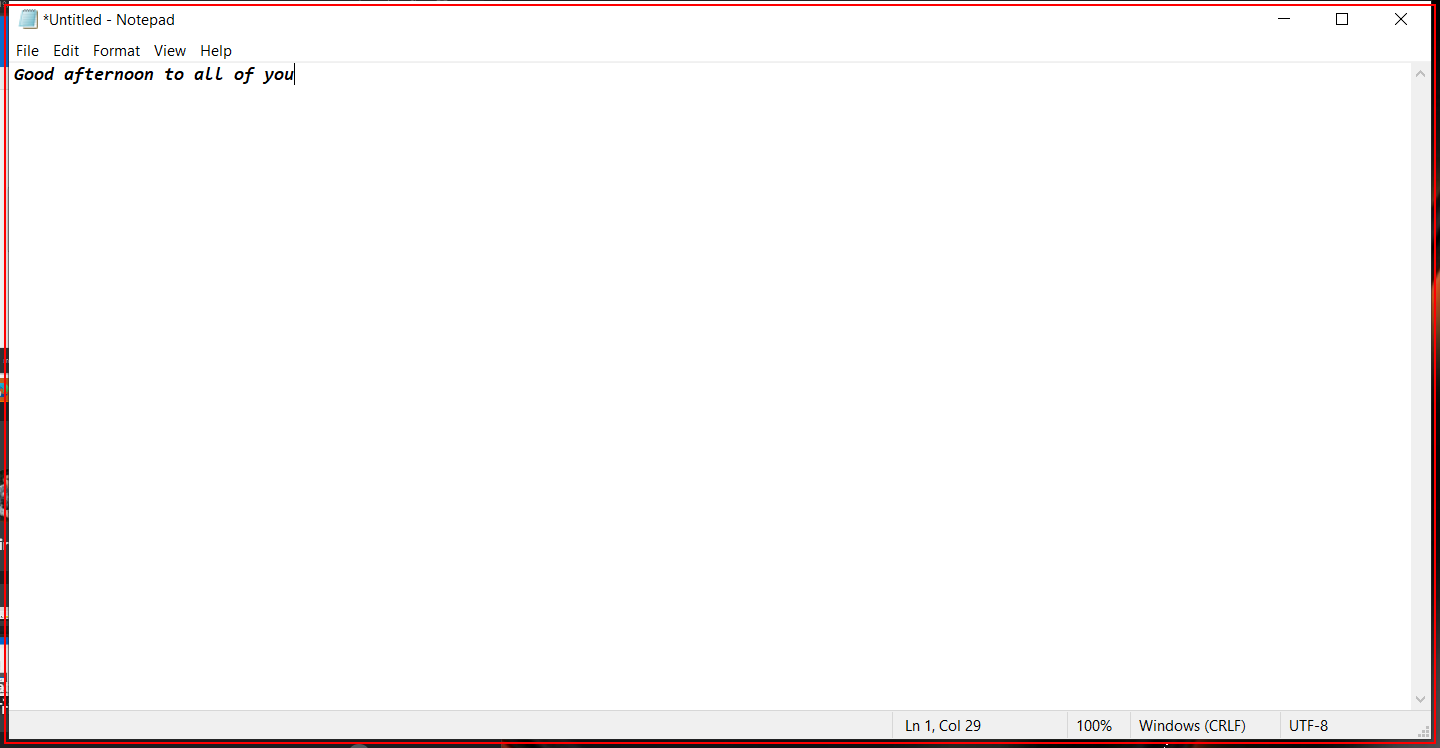 *Untitled - Notepad
File Edit Format View Help
Good afternoon to all of you
Ln 1, Col 29 100% Windows (CRLF) UTF-8